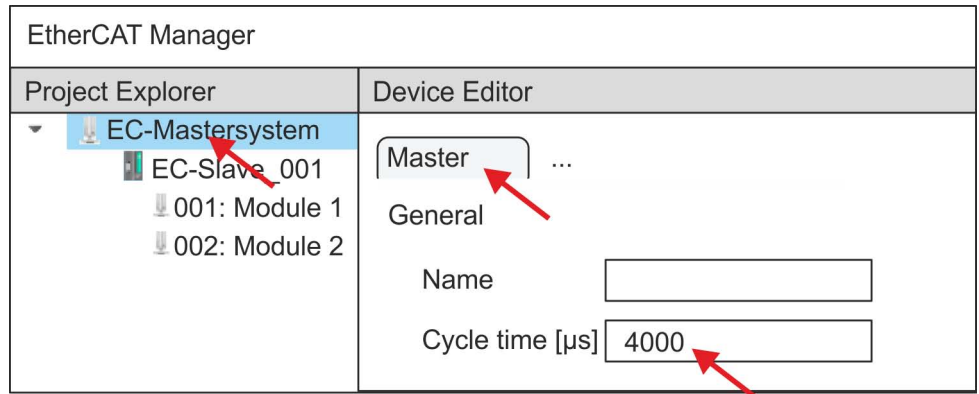 EtherCAT Manager
Project Explorer
Device Editor
EC-Mastersystem
EC-Slave_001
001: Module 1
002: Module 2
Master
...
General
Name
Cycle time [µs]
4000